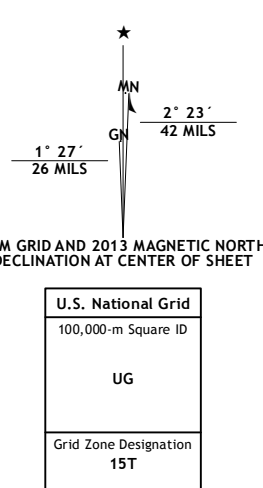 ★
MN
2° 23´
42 MILS
GN
1° 27´
26 MILS
M GRID AND 2013 MAGNETIC NORTH
DECLINATION AT CENTER OF SHEET
U.S. National Grid
100,000-m Square ID
UG
Grid Zone Designation
15T